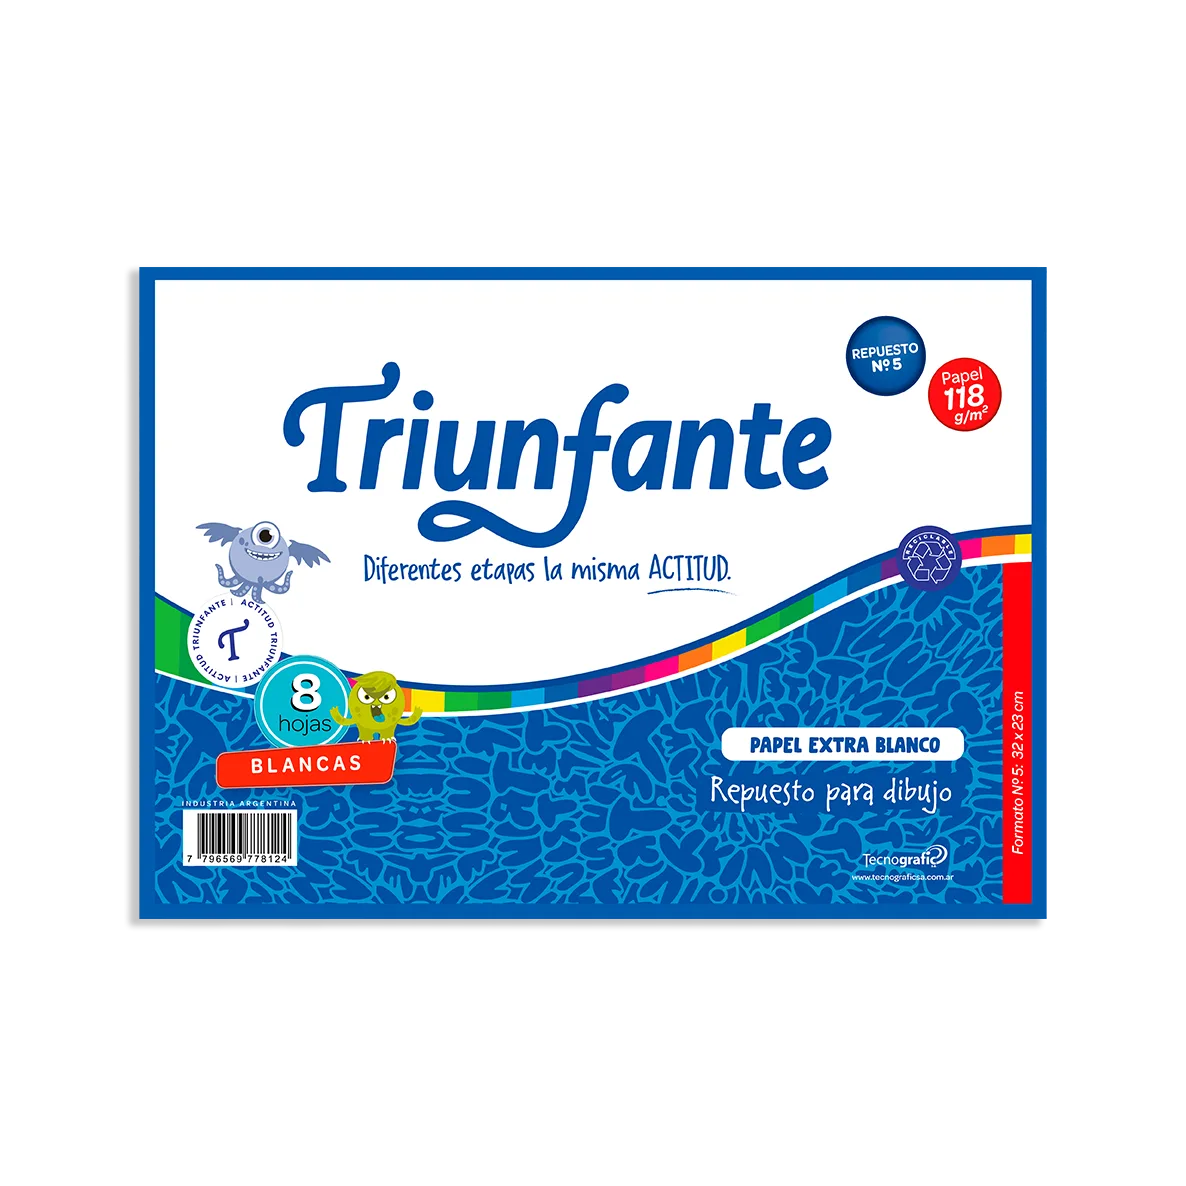 REPUESTO
Nº 5
Papel
118
g/m²
Triunfante
Diferentes etapas la misma ACTITUD.
RECICLABLE
ACTITUD TRIUNFANTE | ACTITUD TRIUNFANTE |
T
8
hojas
BLANCAS
PAPEL EXTRA BLANCO
Repuesto para dibujo
Formato Nº 5: 32 x 23 cm
INDUSTRIA ARGENTINA
7 796569 778124
Tecnografic
www.tecnograficsa.com.ar